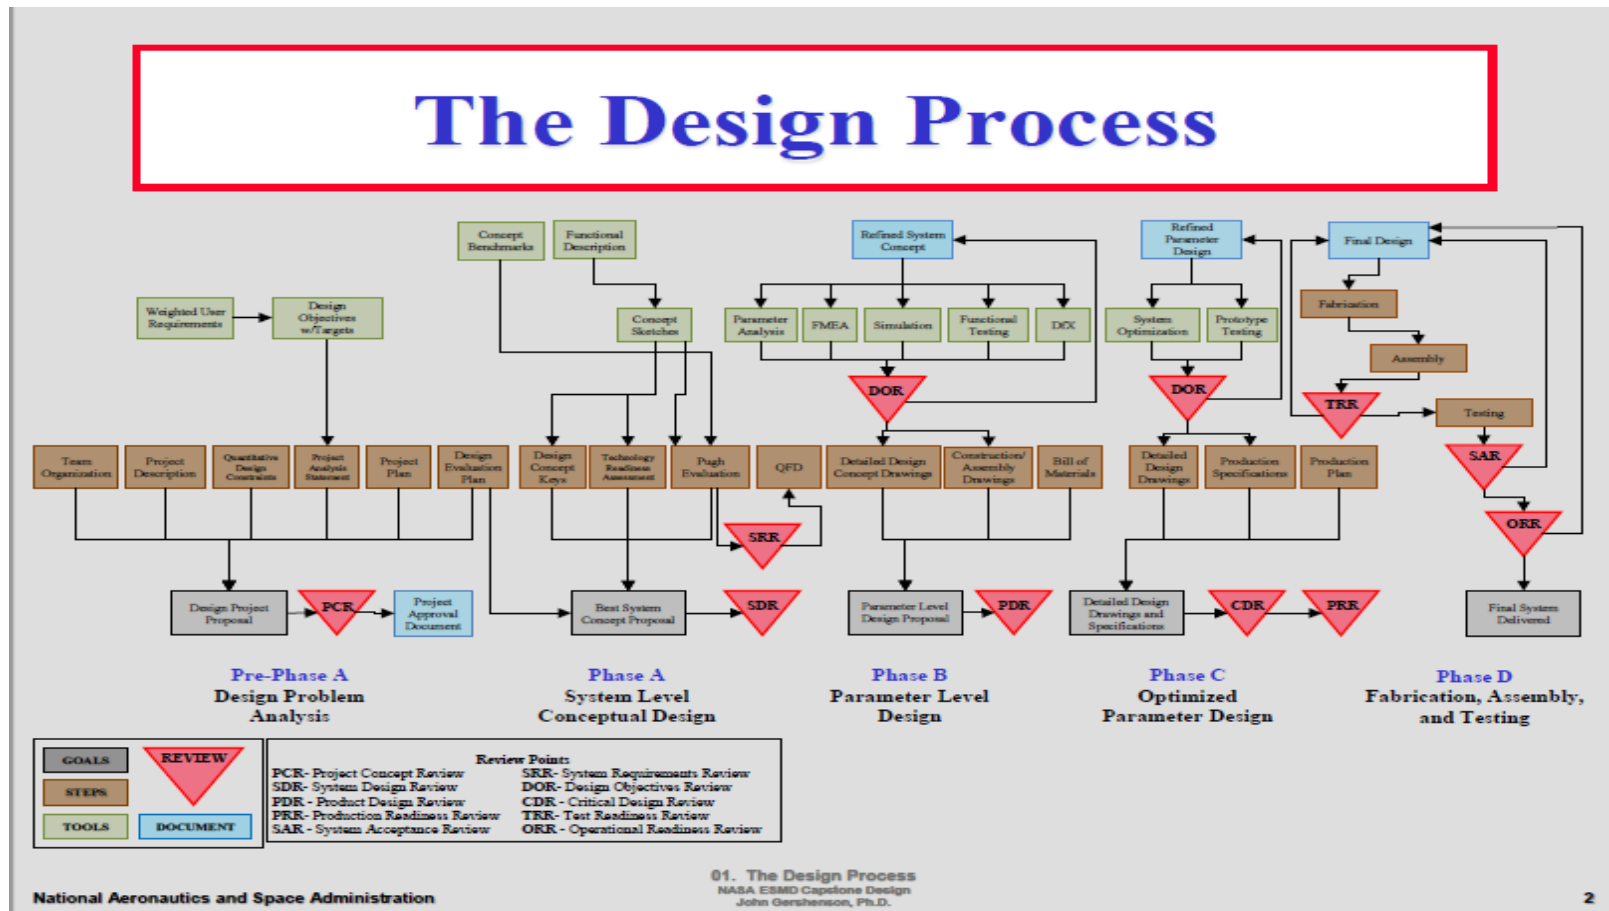 The Design Process
Concept
Benchmarks
Functional
Description
Refined System
Concept
Refined
Parameter
Design
Final Design
Weighted User
Requirements
Design
Objectives
w/Targets
Concept
Sketches
Parameter
Analysis
FMEA
Simulation
Functional
Testing
DfX
System
Optimization
Prototype
Testing
Fabrication
Assembly
DOR
DOR
TRR
Testing
Team
Organization
Project
Description
Quantitative
Design
Constraints
Project
Analysis
Statement
Project
Plan
Design
Evaluation
Plan
Design
Concept
Keys
Technology
Readiness
Assessment
Pugh
Evaluation
QFD
Detailed Design
Concept Drawings
Construction/
Assembly
Drawings
Bill of
Materials
Detailed
Design
Drawings
Production
Specifications
Production
Plan
SAR
SRR
ORR
Design Project
Proposal
PCR
Project
Approval
Document
Best System
Concept Proposal
SDR
Parameter Level
Design Proposal
PDR
Detailed Design
Drawings and
Specifications
CDR
PRR
Final System
Delivered
Pre-Phase A
Design Problem
Analysis
Phase A
System Level
Conceptual Design
Phase B
Parameter Level
Design
Phase C
Optimized
Parameter Design
Phase D
Fabrication, Assembly,
and Testing
GOALS
REVIEW
STEPS
TOOLS
DOCUMENT
Review Points
PCR- Project Concept Review
SRR- System Requirements Review
SDR- System Design Review
DOR- Design Objectives Review
PDR - Product Design Review
CDR - Critical Design Review
PRR- Production Readiness Review
TRR- Test Readiness Review
SAR - System Acceptance Review
ORR - Operational Readiness Review
01. The Design Process
NASA ESMD Capstone Design
John Gershenson, Ph.D.
National Aeronautics and Space Administration
2